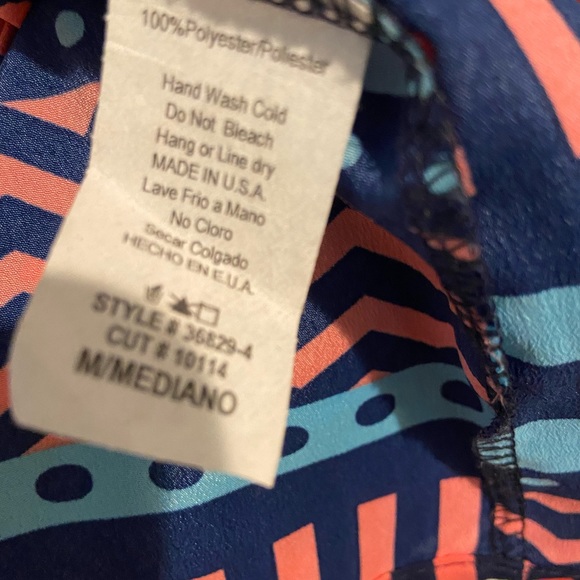 100%Polyester/Poliester
Hand Wash Cold
Do Not Bleach
Hang or Line dry
MADE IN U.S.A
Lave Frio a Mano
No Cloro
Secar Colgado
HECHO EN E.U.A.
STYLE # 36829-4
CUT # 10114
M/MEDIANO